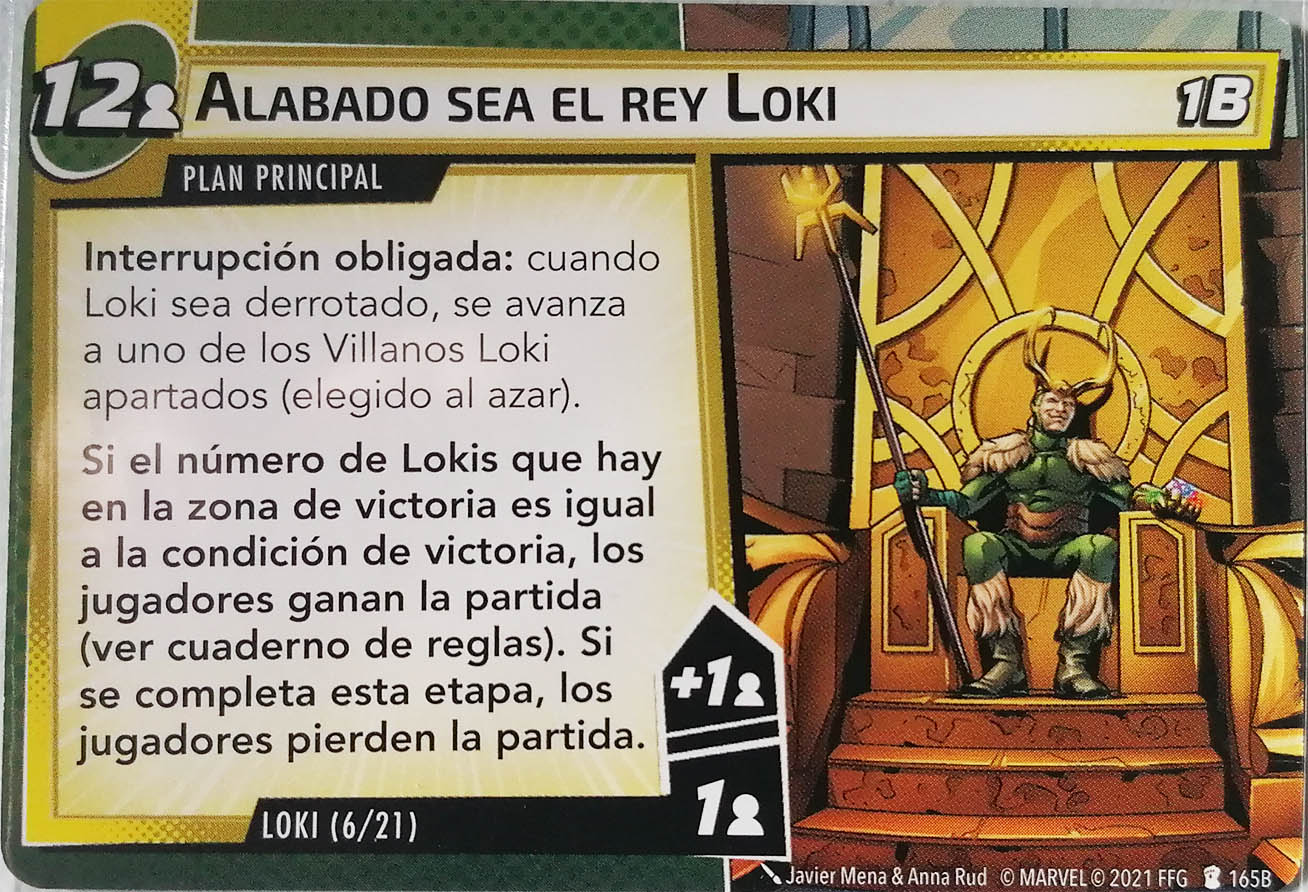 12
ALABADO SEA EL REY LOKI
1B
PLAN PRINCIPAL
Interrupción obligada: cuando
Loki sea derrotado, se avanza
a uno de los Villanos Loki
apartados (elegido al azar).
Si el número de Lokis que hay
en la zona de victoria es igual
a la condición de victoria, los
jugadores ganan la partida
(ver cuaderno de reglas). Si
se completa esta etapa, los
jugadores pierden la partida.
+1
1
LOKI (6/21)
Javier Mena & Anna Rud © MARVEL © 2021 FFG 165B